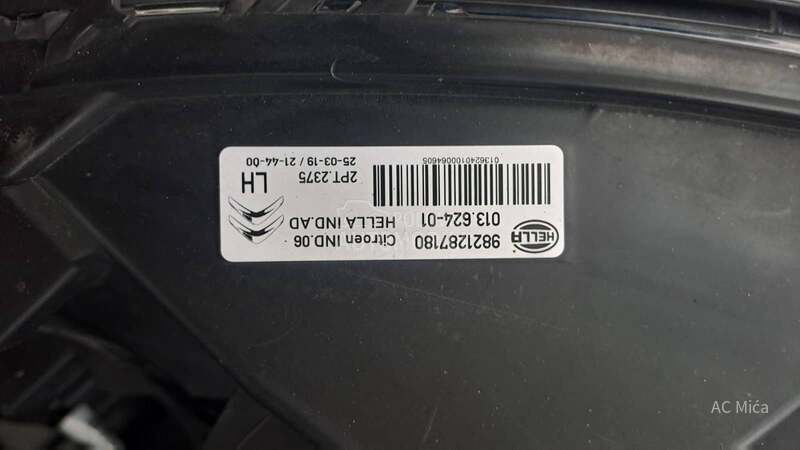 HELLA
9821287180
013.624-01
Citroen IND.06
HELLA IND.AD
0136240100064605
2PT.2375
25-03-19 / 21-44-00
LH
AC Mića